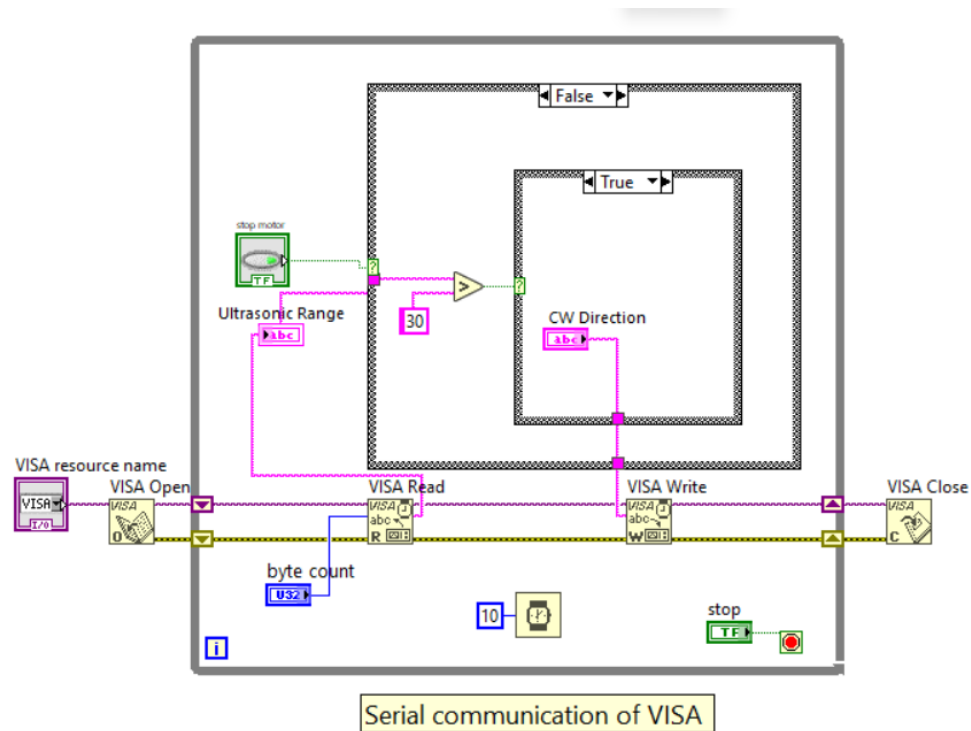 False
True
stop motor
TF
?
>
?
Ultrasonic Range
abc
30
CW Direction
abc
VISA resource name
VISA
I/O
VISA Open
VISA
O
VISA Read
VISA
abc
R
VISA Write
VISA
abc
W
VISA Close
VISA
C
byte count
U32
10
stop
TF
i
Serial communication of VISA